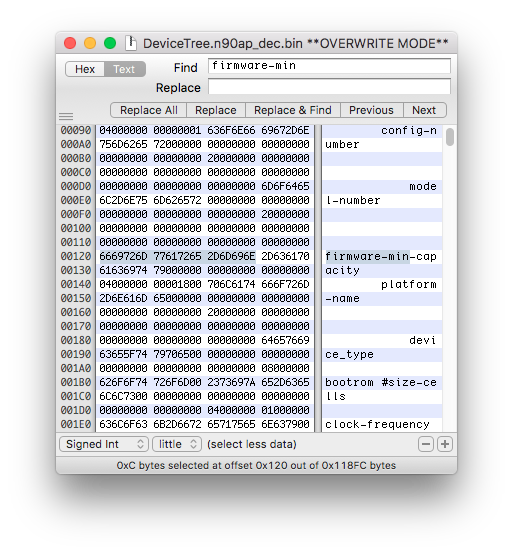 DeviceTree.n90ap_dec.bin **OVERWRITE MODE**
Hex Text Find firmware-min
Replace
Replace All Replace Replace & Find Previous Next
00090 04000000 00000001 636F6E66 69672D6E config-n
000A0 756D6265 72000000 00000000 00000000 umber
000B0 00000000 00000000 20000000 00000000
000C0 00000000 00000000 00000000 00000000
000D0 00000000 00000000 00000000 6D6F6465 mode
000E0 6C2D6E75 6D626572 00000000 00000000 l-number
000F0 00000000 00000000 00000000 20000000
00100 00000000 00000000 00000000 00000000
00110 00000000 00000000 00000000 00000000
00120 6669726D 77617265 2D6D696E 2D636170 firmware-min-cap
00130 61636974 79000000 00000000 00000000 acity
00140 04000000 00001800 706C6174 666F726D platform
00150 2D6E616D 65000000 00000000 00000000 -name
00160 00000000 00000000 20000000 00000000
00170 00000000 00000000 00000000 00000000
00180 00000000 00000000 00000000 64657669 devi
00190 63655F74 79706500 00000000 00000000 ce_type
001A0 00000000 00000000 00000000 08000000
001B0 626F6F74 726F6D00 2373697A 652D6365 bootrom #size-ce
001C0 6C6C7300 00000000 00000000 00000000 lls
001D0 00000000 00000000 04000000 01000000
001E0 636C6F63 6B2D6672 65717565 6E637900 clock-frequency
Signed Int little (select less data)
0xC bytes selected at offset 0x120 out of 0x118FC bytes